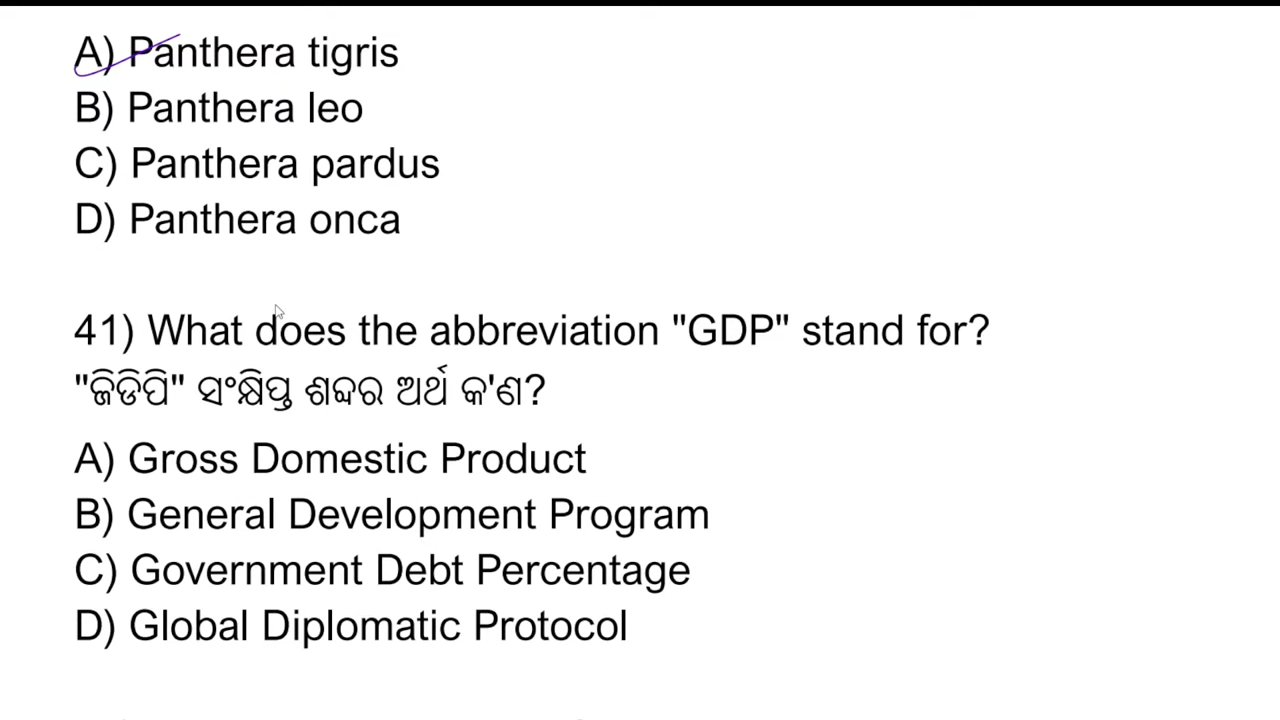 A) Panthera tigris
B) Panthera leo
C) Panthera pardus
D) Panthera onca
41) What does the abbreviation "GDP" stand for?
"ଜିଡିପି" ସଂକ୍ଷିପ୍ତ ଶବ୍ଦର ଅର୍ଥ କ'ଣ?
A) Gross Domestic Product
B) General Development Program
C) Government Debt Percentage
D) Global Diplomatic Protocol